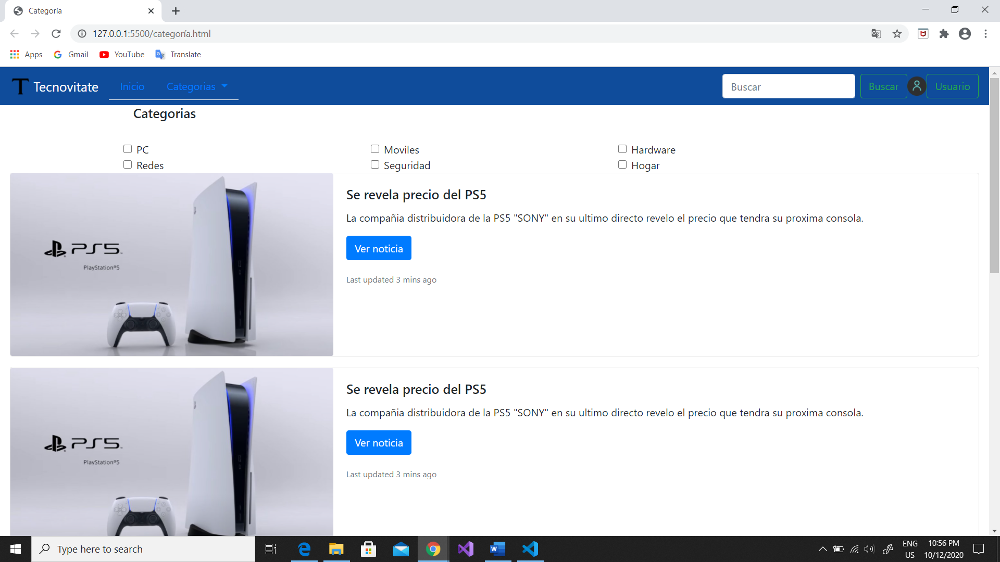 Categoría
127.0.0.1:5500/categoría.html
Apps Gmail YouTube Translate
T Tecnovitate Inicio Categorias Buscar Buscar Usuario
Categorias
PC Moviles Hardware
Redes Seguridad Hogar
PS5
PlayStation®5
Se revela precio del PS5
La compañia distribuidora de la PS5 "SONY" en su ultimo directo revelo el precio que tendra su proxima consola.
Ver noticia
Last updated 3 mins ago
PS5
PlayStation®5
Se revela precio del PS5
La compañia distribuidora de la PS5 "SONY" en su ultimo directo revelo el precio que tendra su proxima consola.
Ver noticia
Last updated 3 mins ago
Type here to search
ENG
US
10:56 PM
10/12/2020